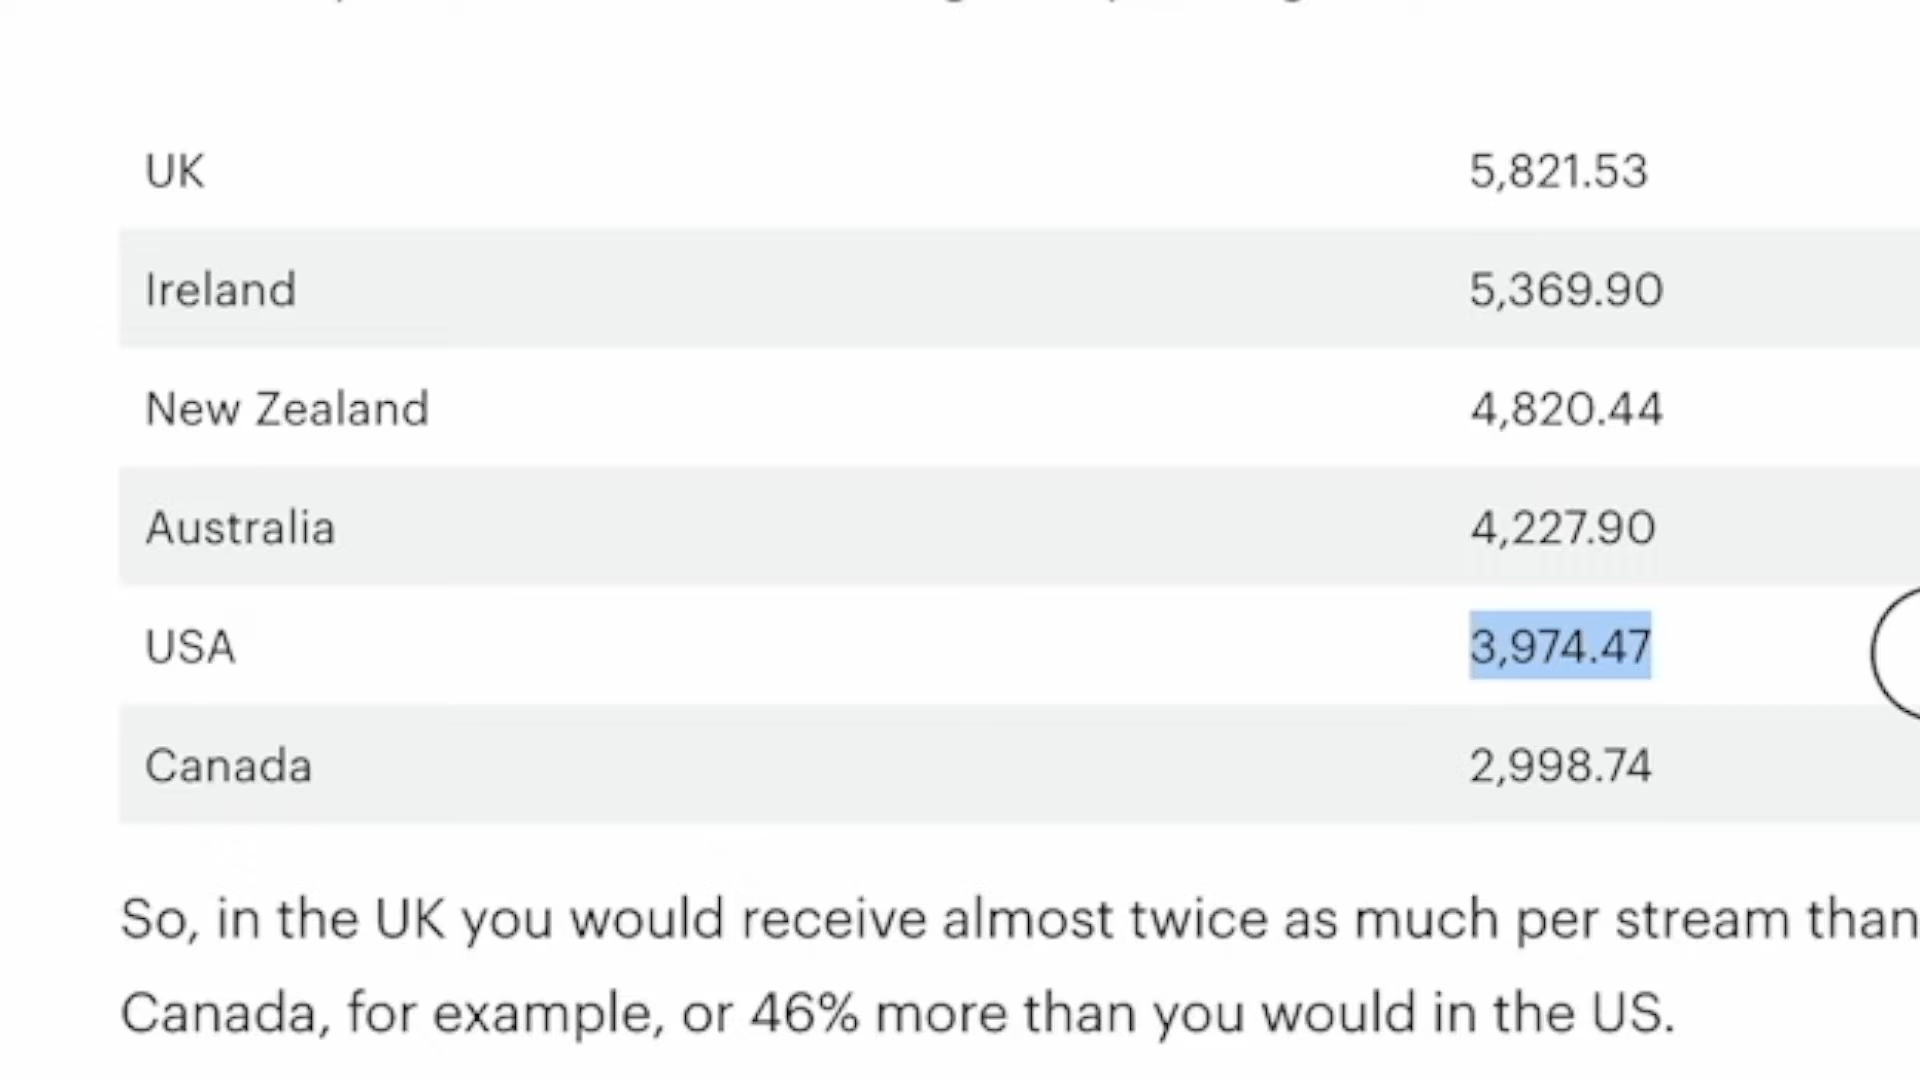 UK 5,821.53
Ireland 5,369.90
New Zealand 4,820.44
Australia 4,227.90
USA 3,974.47
Canada 2,998.74
So, in the UK you would receive almost twice as much per stream than
Canada, for example, or 46% more than you would in the US.